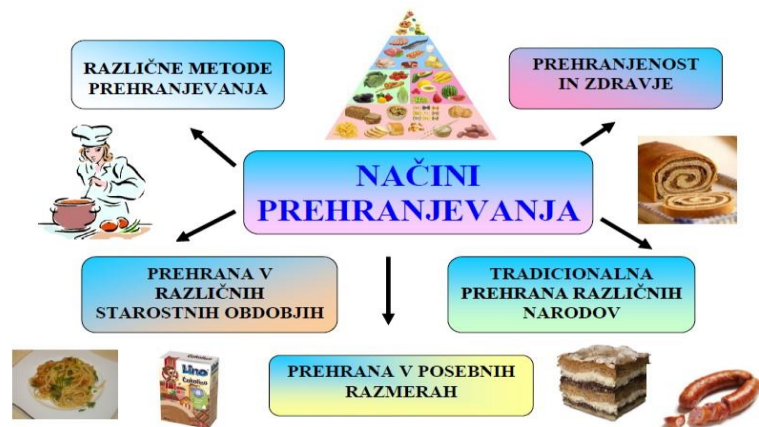 RAZLIČNE METODE
PREHRANJEVANJA
PREHRANJENOST
IN ZDRAVJE
NAČINI
PREHRANJEVANJA
PREHRANA V
RAZLIČNIH
STAROSTNIH OBDOBJIH
TRADICIONALNA
PREHRANA RAZLIČNIH
NARODOV
PREHRANA V POSEBNIH
RAZMERAH
Lino